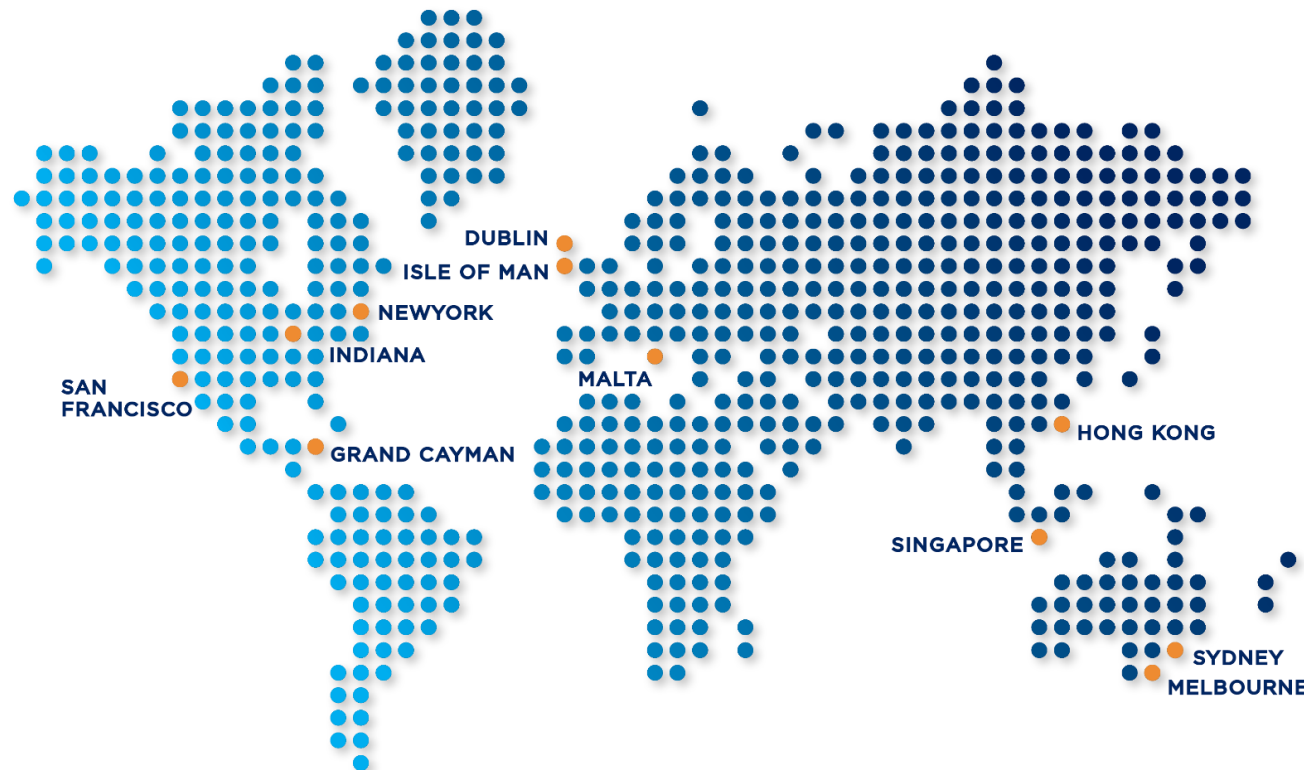 DUBLIN
ISLE OF MAN
NEWYORK
INDIANA
MALTA
SAN
FRANCISCO
HONG KONG
GRAND CAYMAN
SINGAPORE
SYDNEY
MELBOURNE